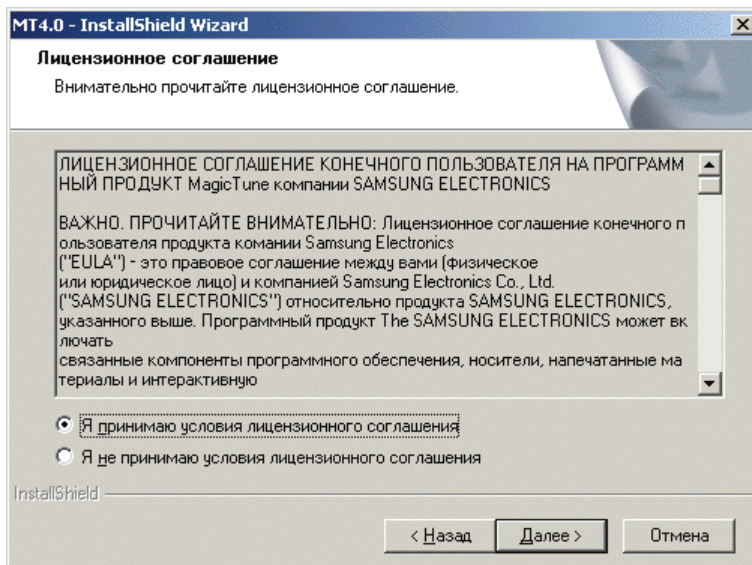 MT4.0 - InstallShield Wizard
Лицензионное соглашение
Внимательно прочитайте лицензионное соглашение.
ЛИЦЕНЗИОННОЕ СОГЛАШЕНИЕ КОНЕЧНОГО ПОЛЬЗОВАТЕЛЯ НА ПРОГРАММ
НЫЙ ПРОДУКТ MagicTune компании SAMSUNG ELECTRONICS
ВАЖНО. ПРОЧИТАЙТЕ ВНИМАТЕЛЬНО: Лицензионное соглашение конечного п
ользователя продукта комании Samsung Electronics
("EULA") - это правовое соглашение между вами (физическое
или юридическое лицо) и компанией Samsung Electronics Co., Ltd.
("SAMSUNG ELECTRONICS") относительно продукта SAMSUNG ELECTRONICS,
указанного выше. Программный продукт The SAMSUNG ELECTRONICS может вк
лючать
связанные компоненты программного обеспечения, носители, напечатанные ма
териалы и интерактивную
Я принимаю условия лицензионного соглашения
Я не принимаю условия лицензионного соглашения
InstallShield
< Назад
Далее >
Отмена